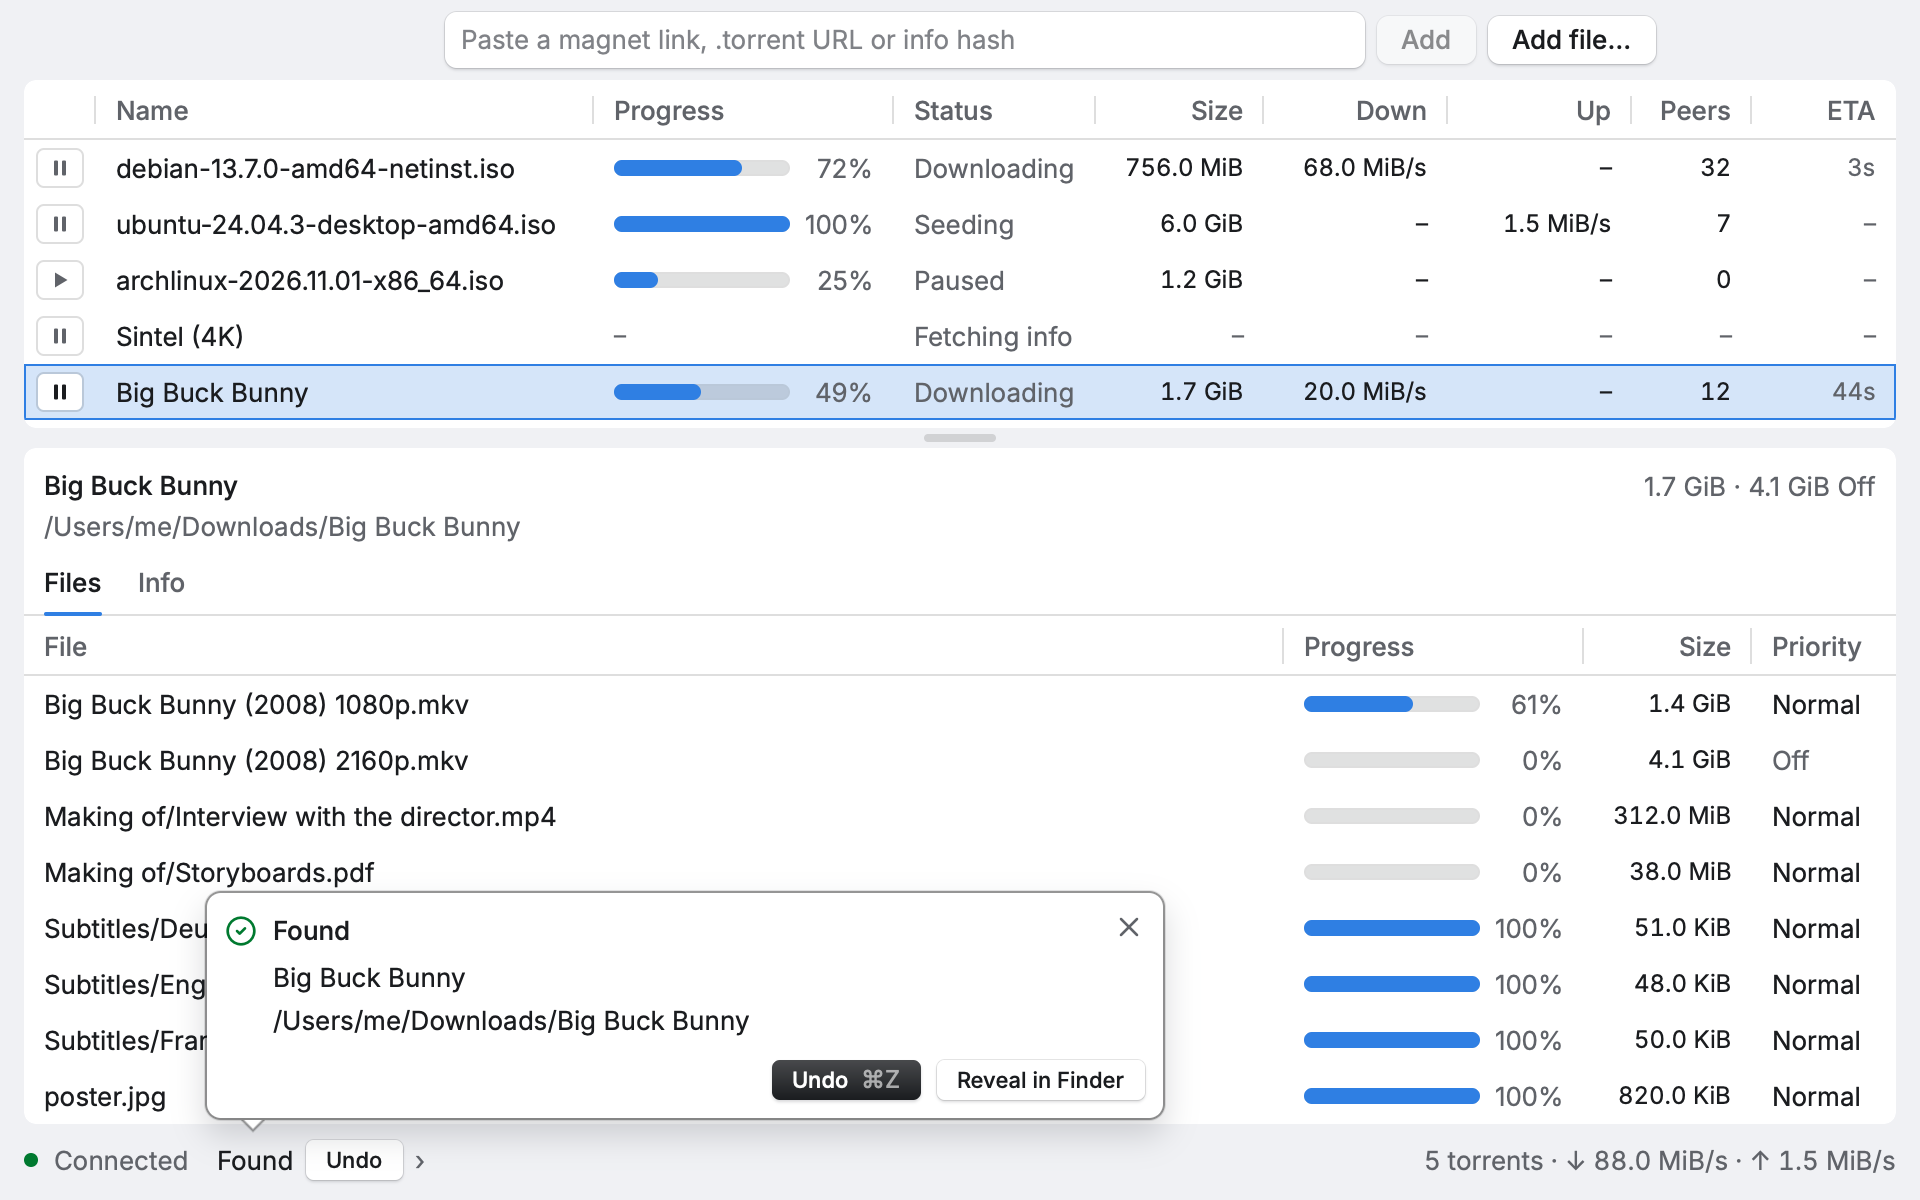 Paste a magnet link, .torrent URL or info hash Add Add file...
Name Progress Status Size Down Up Peers ETA
debian-13.7.0-amd64-netinst.iso 72% Downloading 756.0 MiB 68.0 MiB/s – 32 3s
ubuntu-24.04.3-desktop-amd64.iso 100% Seeding 6.0 GiB – 1.5 MiB/s 7 –
archlinux-2026.11.01-x86_64.iso 25% Paused 1.2 GiB – – 0 –
Sintel (4K) – Fetching info – – – – –
Big Buck Bunny 49% Downloading 1.7 GiB 20.0 MiB/s – 12 44s
Big Buck Bunny 1.7 GiB · 4.1 GiB Off
/Users/me/Downloads/Big Buck Bunny
Files Info
File Progress Size Priority
Big Buck Bunny (2008) 1080p.mkv 61% 1.4 GiB Normal
Big Buck Bunny (2008) 2160p.mkv 0% 4.1 GiB Off
Making of/Interview with the director.mp4 0% 312.0 MiB Normal
Making of/Storyboards.pdf 0% 38.0 MiB Normal
Subtitles/Deu 100% 51.0 KiB Normal
Subtitles/Eng 100% 48.0 KiB Normal
Subtitles/Fran 100% 50.0 KiB Normal
poster.jpg 100% 820.0 KiB Normal
Found
Big Buck Bunny
/Users/me/Downloads/Big Buck Bunny
Undo ⌘Z Reveal in Finder
Connected Found Undo › 5 torrents · ↓ 88.0 MiB/s · ↑ 1.5 MiB/s